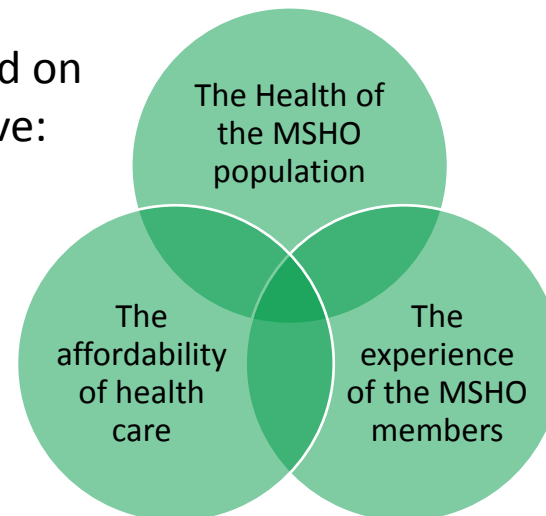 d on
ve:
The Health of
the MSHO
population
The
affordability
of health
care
The
experience
of the MSHO
members